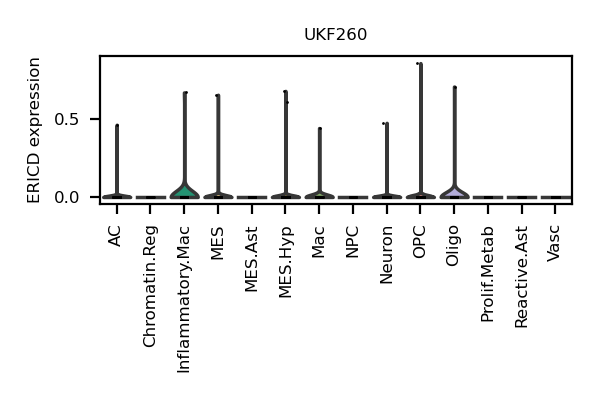 UKF260
ERICD expression
0.5
0.0
AC
Chromatin.Reg
Inflammatory.Mac
MES
MES.Ast
MES.Hyp
Mac
NPC
Neuron
OPC
Oligo
Prolif.Metab
Reactive.Ast
Vasc